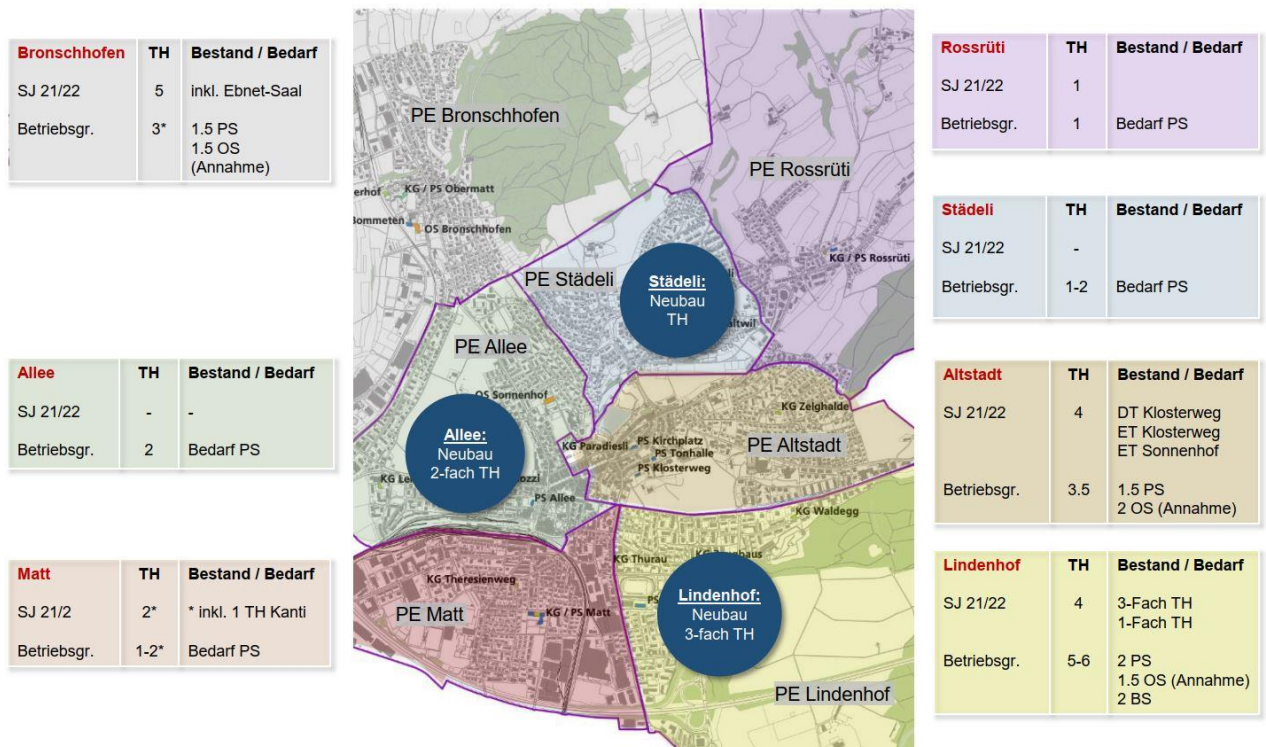 Bronschhofen TH Bestand / Bedarf
SJ 21/22 5 inkl. Ebnet-Saal
Betriebsgr. 3* 1.5 PS
1.5 OS
(Annahme)
Allee TH Bestand / Bedarf
SJ 21/22 - -
Betriebsgr. 2 Bedarf PS
Matt TH Bestand / Bedarf
SJ 21/2 2* * inkl. 1 TH Kanti
Betriebsgr. 1-2* Bedarf PS
PE Bronschhofen
PE Rossrüti
erhof
KG / PS Obermatt
Bommeten
OS Bronschhofen
KG / PS Rossrüti
PE Städeli
Städeli:
Neubau
TH
PE Allee
OS Sonnenhof
Allee:
Neubau
2-fach TH
PS Allee
KG Zeighalde
KG Paradiesli
PS Kirchplatz
PS Tonhalle
PS Klosterweg
PE Altstadt
KG Waldegg
KG Thurau
KG Theresienweg
KG / PS Matt
PE Matt
PS
Lindenhof:
Neubau
3-fach TH
PE Lindenhof
Rossrüti TH Bestand / Bedarf
SJ 21/22 1
Betriebsgr. 1 Bedarf PS
Städeli TH Bestand / Bedarf
SJ 21/22 -
Betriebsgr. 1-2 Bedarf PS
Altstadt TH Bestand / Bedarf
SJ 21/22 4 DT Klosterweg
ET Klosterweg
ET Sonnenhof
Betriebsgr. 3.5 1.5 PS
2 OS (Annahme)
Lindenhof TH Bestand / Bedarf
SJ 21/22 4 3-Fach TH
1-Fach TH
Betriebsgr. 5-6 2 PS
1.5 OS (Annahme)
2 BS